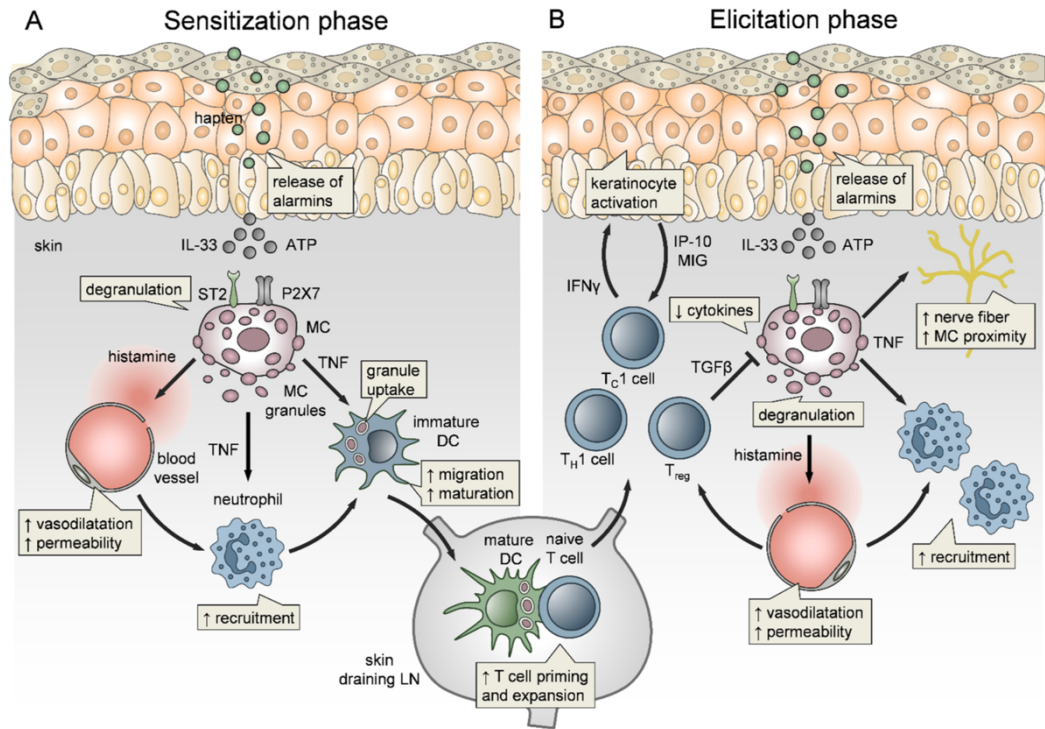 A
Sensitization phase
hapten
release of
alarmins
skin
IL-33
ATP
degranulation
ST2
P2X7
MC
histamine
TNF
granule
uptake
MC
granules
immature
DC
TNF
blood
vessel
↑ migration
↑ maturation
neutrophil
↑ vasodilatation
↑ permeability
↑ recruitment
mature
DC
naive
T cell
skin
draining LN
↑ T cell priming
and expansion
B
Elicitation phase
keratinocyte
activation
release of
alarmins
IFNγ
IP-10
MIG
IL-33
ATP
↓ cytokines
↑ nerve fiber
↑ MC proximity
TNF
TC1 cell
TGFβ
degranulation
TH1 cell
Treg
histamine
↑ recruitment
↑ vasodilatation
↑ permeability